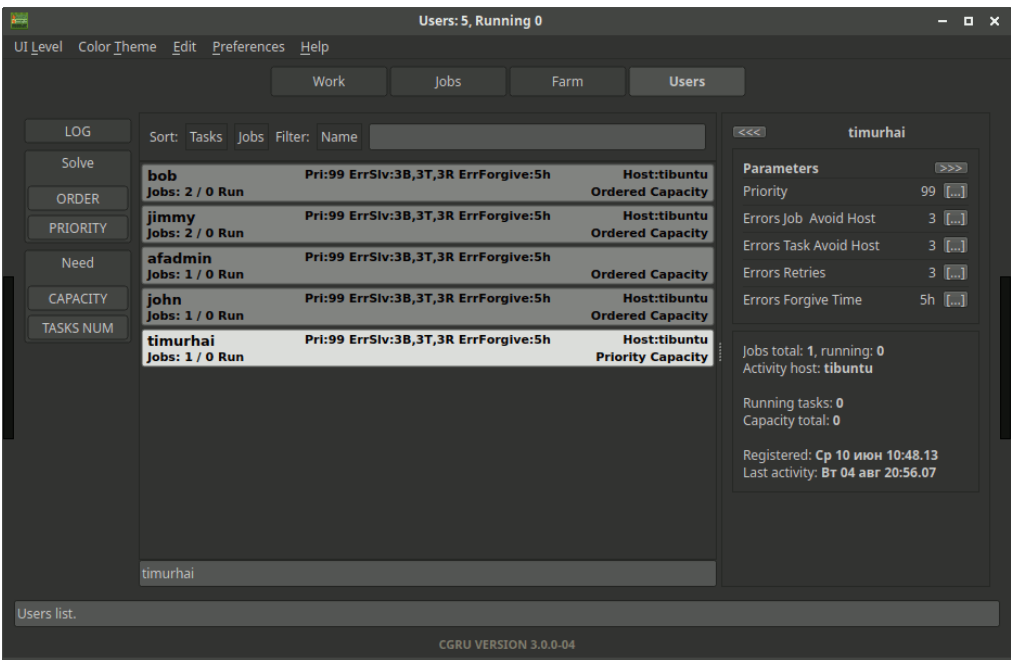 Users: 5, Running 0
UI Level Color Theme Edit Preferences Help
Work Jobs Farm Users
LOG
Solve
ORDER
PRIORITY
Need
CAPACITY
TASKS NUM
Sort: Tasks Jobs Filter: Name
bob Pri:99 ErrSlv:3B,3T,3R ErrForgive:5h Host:tibuntu
Jobs: 2 / 0 Run Ordered Capacity
jimmy Pri:99 ErrSlv:3B,3T,3R ErrForgive:5h Host:tibuntu
Jobs: 2 / 0 Run Ordered Capacity
afadmin Pri:99 ErrSlv:3B,3T,3R ErrForgive:5h
Jobs: 1 / 0 Run Ordered Capacity
john Pri:99 ErrSlv:3B,3T,3R ErrForgive:5h Host:tibuntu
Jobs: 1 / 0 Run Ordered Capacity
timurhai Pri:99 ErrSlv:3B,3T,3R ErrForgive:5h Host:tibuntu
Jobs: 1 / 0 Run Priority Capacity
timurhai
<<< timurhai
Parameters >>>
Priority 99 [...]
Errors Job Avoid Host 3 [...]
Errors Task Avoid Host 3 [...]
Errors Retries 3 [...]
Errors Forgive Time 5h [...]
Jobs total: 1, running: 0
Activity host: tibuntu
Running tasks: 0
Capacity total: 0
Registered: Ср 10 июн 10:48.13
Last activity: Вт 04 авг 20:56.07
Users list.
CGRU VERSION 3.0.0-04